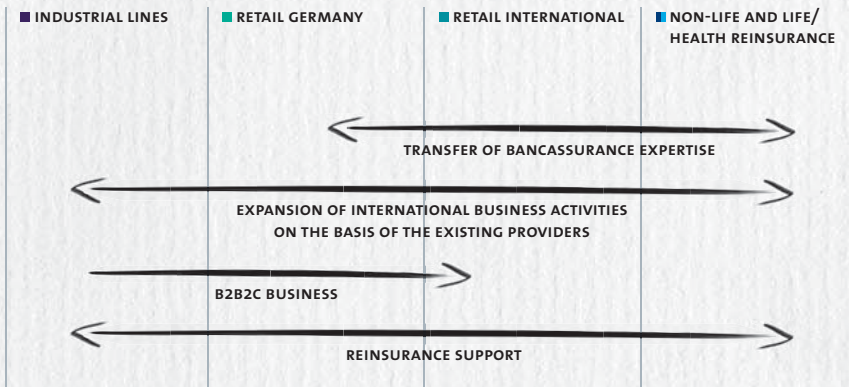 INDUSTRIAL LINES
RETAIL GERMANY
RETAIL INTERNATIONAL
NON-LIFE AND LIFE/
HEALTH REINSURANCE
TRANSFER OF BANCASSURANCE EXPERTISE
EXPANSION OF INTERNATIONAL BUSINESS ACTIVITIES
ON THE BASIS OF THE EXISTING PROVIDERS
B2B2C BUSINESS
REINSURANCE SUPPORT